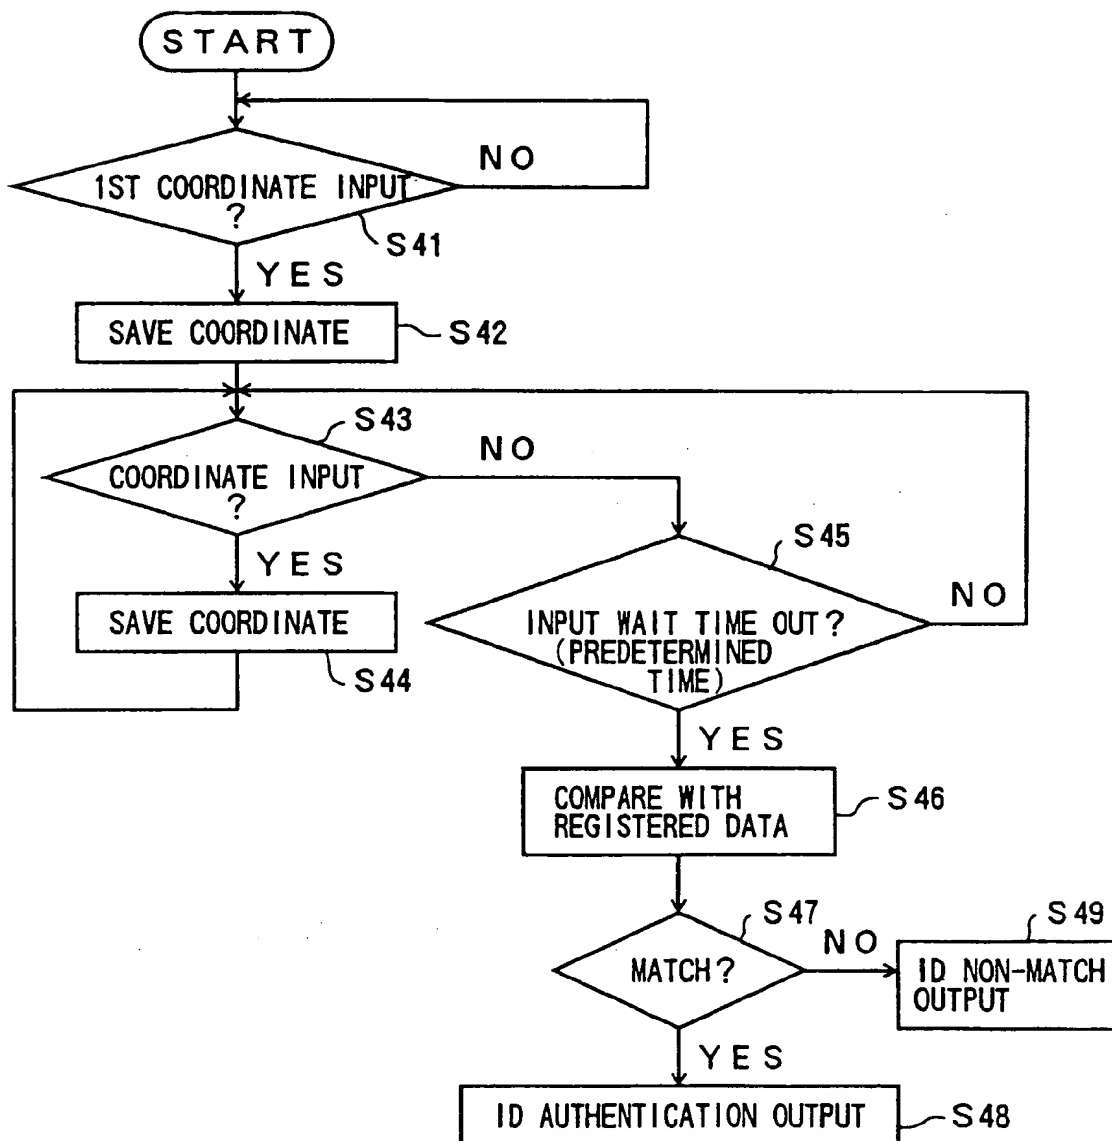 START
NO
1ST COORDINATE INPUT
?
S41
YES
SAVE COORDINATE
S42
S43
NO
COORDINATE INPUT
?
YES
S45
NO
SAVE COORDINATE
S44
INPUT WAIT TIME OUT?
(PREDETERMINED
TIME)
YES
COMPARE WITH
REGISTERED DATA
S46
S47
MATCH?
NO
S49
ID NON-MATCH
OUTPUT
YES
ID AUTHENTICATION OUTPUT
S48